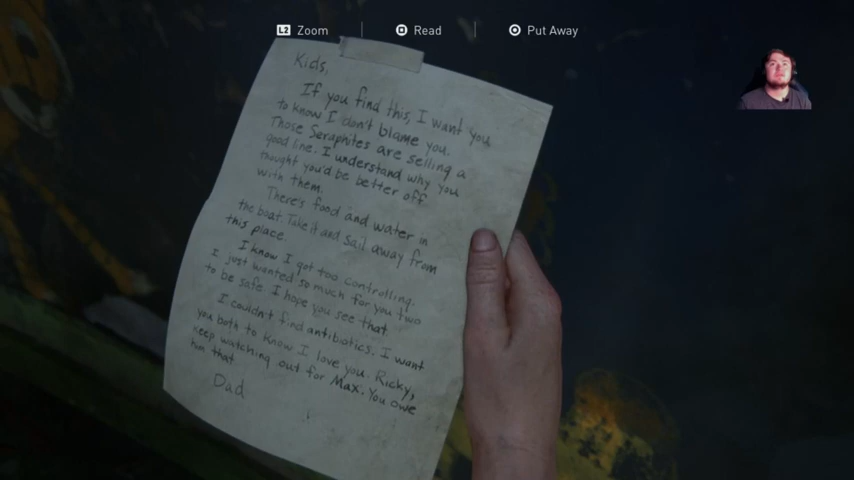 L2 Zoom Read Put Away
Kids,
If you find this, I want you
to know I don't blame you.
Those Seraphites are selling a
good line. I understand why you
thought you'd be better off
with them.
There's food and water in
the boat. Take it and sail away from
this place.
I know I got too controlling.
I just wanted so much for you two
to be safe. I hope you see that
I couldn't find antibiotics. I want
you both to know I love you. Ricky,
keep watching out for Max. You owe
him that
Dad